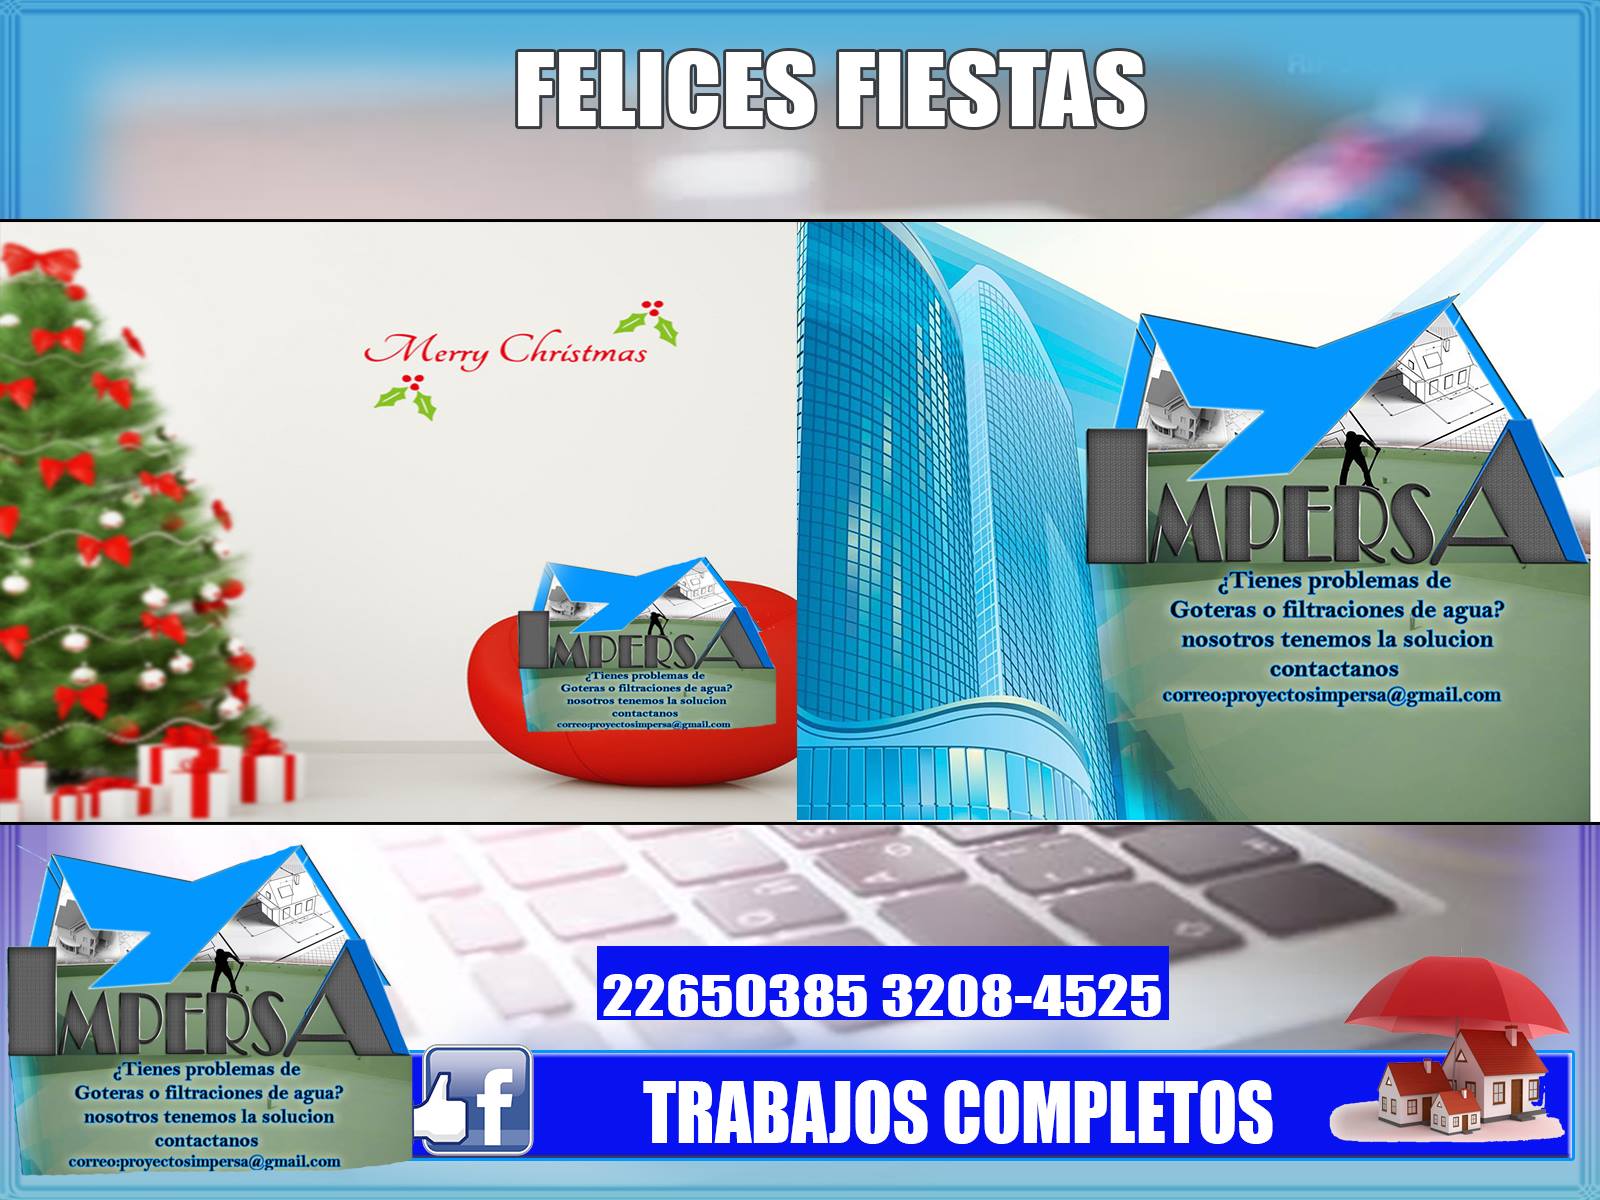 FELICES FIESTAS
Merry Christmas
IMPERSA
¿Tienes problemas de
Goteras o filtraciones de agua?
nosotros tenemos la solucion
contactanos
correo:proyectosimpersa@gmail.com
IMPERSA
¿Tienes problemas de
Goteras o filtraciones de agua?
nosotros tenemos la solucion
contactanos
correo:proyectosimpersa@gmail.com
IMPERSA
¿Tienes problemas de
Goteras o filtraciones de agua?
nosotros tenemos la solucion
contactanos
correo:proyectosimpersa@gmail.com
22650385 3208-4525
f
TRABAJOS COMPLETOS